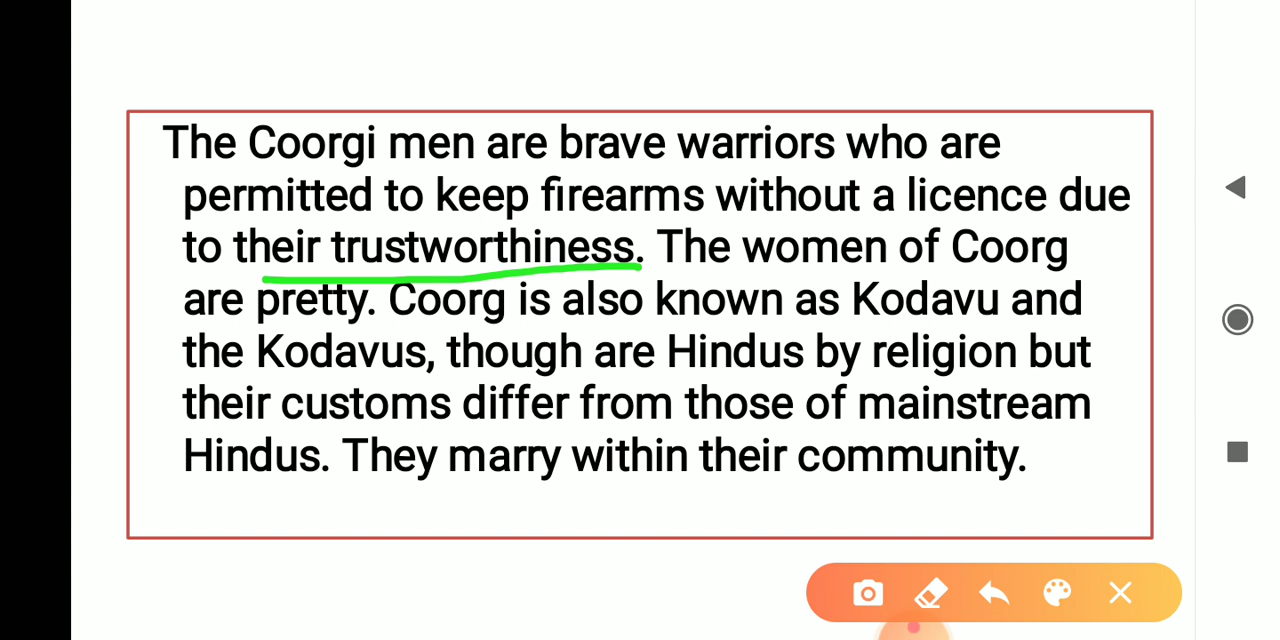 The Coorgi men are brave warriors who are
permitted to keep firearms without a licence due
to their trustworthiness. The women of Coorg
are pretty. Coorg is also known as Kodavu and
the Kodavus, though are Hindus by religion but
their customs differ from those of mainstream
Hindus. They marry within their community.